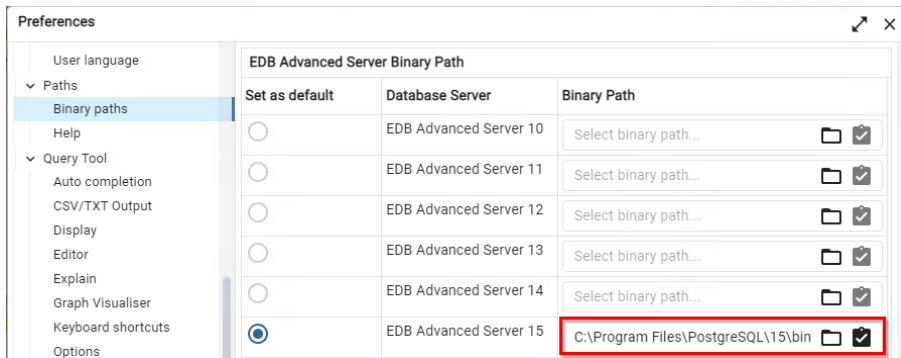 Preferences
User language
Paths
Binary paths
Help
Query Tool
Auto completion
CSV/TXT Output
Display
Editor
Explain
Graph Visualiser
Keyboard shortcuts
Options
EDB Advanced Server Binary Path
Set as default Database Server Binary Path
EDB Advanced Server 10 Select binary path...
EDB Advanced Server 11 Select binary path...
EDB Advanced Server 12 Select binary path...
EDB Advanced Server 13 Select binary path...
EDB Advanced Server 14 Select binary path...
EDB Advanced Server 15 C:\Program Files\PostgreSQL\15\bin